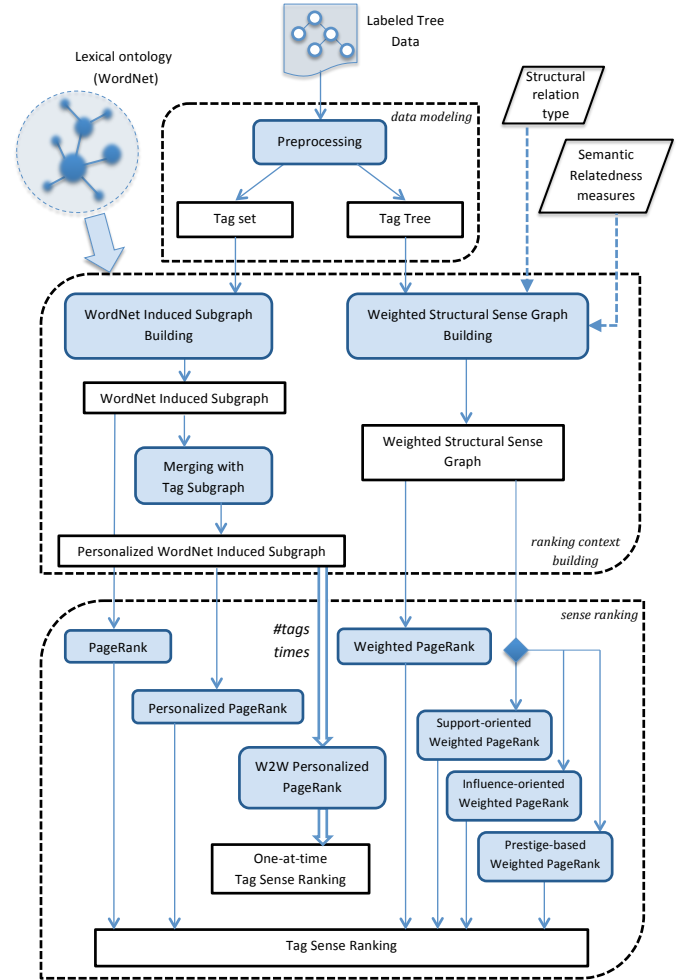 Labeled Tree
Data
Lexical ontology
(WordNet)
Structural
relation
type
data modeling
Preprocessing
Semantic
Relatedness
measures
Tag set
Tag Tree
WordNet Induced Subgraph
Building
Weighted Structural Sense Graph
Building
WordNet Induced Subgraph
Weighted Structural Sense
Graph
Merging with
Tag Subgraph
Personalized WordNet Induced Subgraph
ranking context
building
sense ranking
#tags
times
PageRank
Weighted PageRank
Personalized PageRank
Support-oriented
Weighted PageRank
W2W Personalized
PageRank
Influence-oriented
Weighted PageRank
Prestige-based
Weighted PageRank
One-at-time
Tag Sense Ranking
Tag Sense Ranking